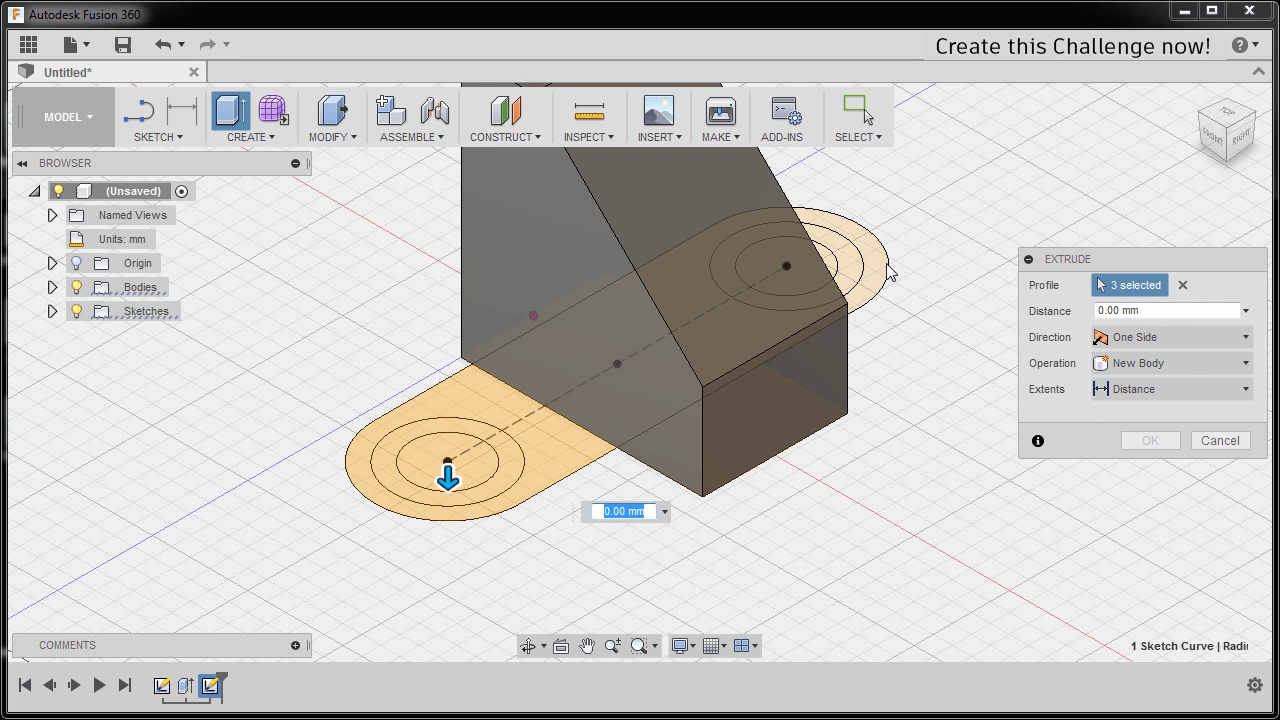 Autodesk Fusion 360
Create this Challenge now!
Untitled*
MODEL
SKETCH
CREATE
MODIFY
ASSEMBLE
CONSTRUCT
INSPECT
INSERT
MAKE
ADD-INS
SELECT
FRONT
RIGHT
BROWSER
(Unsaved)
Named Views
Units: mm
Origin
Bodies
Sketches
EXTRUDE
Profile 3 selected
Distance 0.00 mm
Direction One Side
Operation New Body
Extents Distance
OK Cancel
0.00 mm
COMMENTS
1 Sketch Curve | Radi